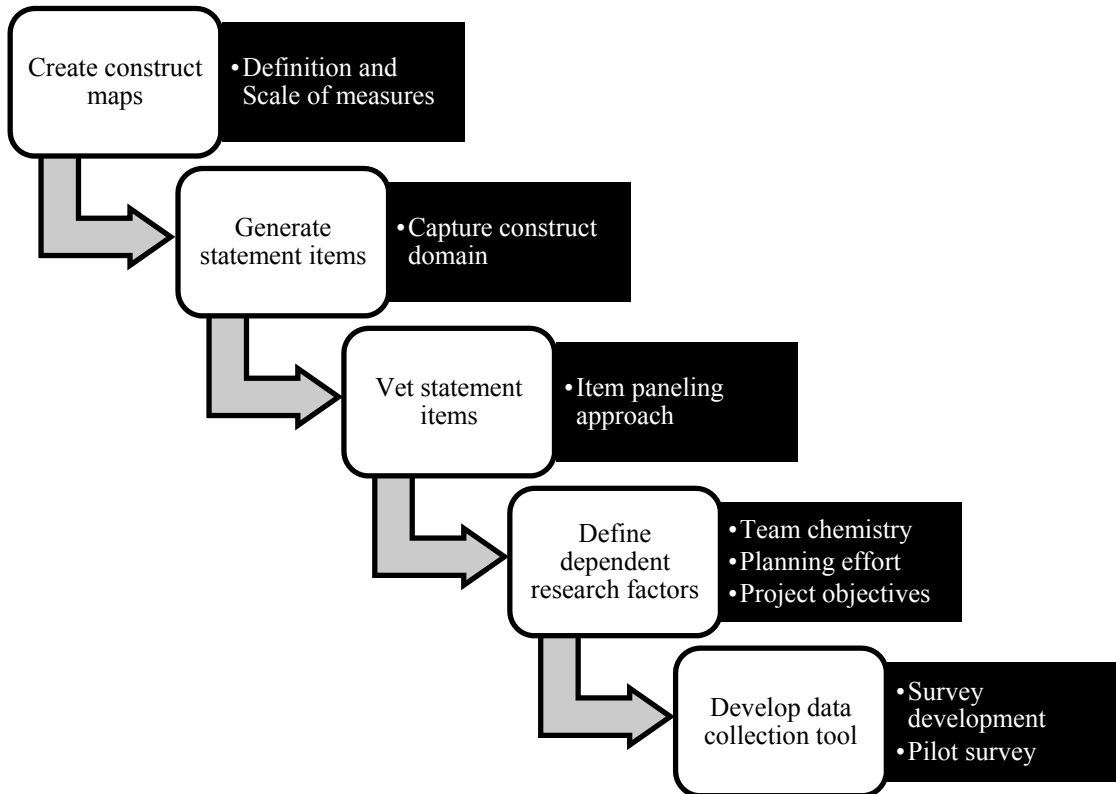 Create construct
maps
•Definition and
Scale of measures
Generate
statement items
•Capture construct
domain
Vet statement
items
•Item paneling
approach
Define
dependent
research factors
•Team chemistry
•Planning effort
•Project objectives
Develop data
collection tool
•Survey
development
•Pilot survey